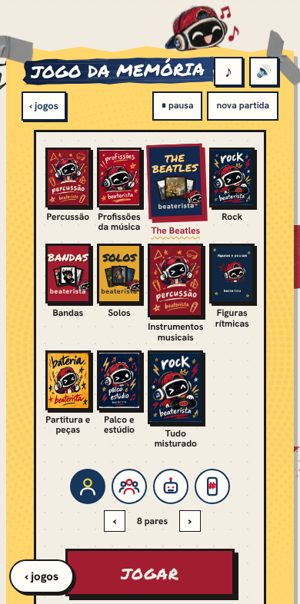 JOGO DA MEMÓRIA
‹ jogos
pausa
nova partida
percussão
beaterista
profissões
beaterista
THE BEATLES
beaterista
rock
beaterista
Percussão
Profissões da música
The Beatles
Rock
BANDAS
beaterista
SOLOS
beaterista
percussão
beaterista
Figuras rítmicas
Bandas
Solos
Instrumentos musicais
Figuras rítmicas
bateria
beaterista
palco e estúdio
rock
beaterista
Partitura e peças
Palco e estúdio
Tudo misturado
‹ 8 pares ›
‹ jogos
JOGAR